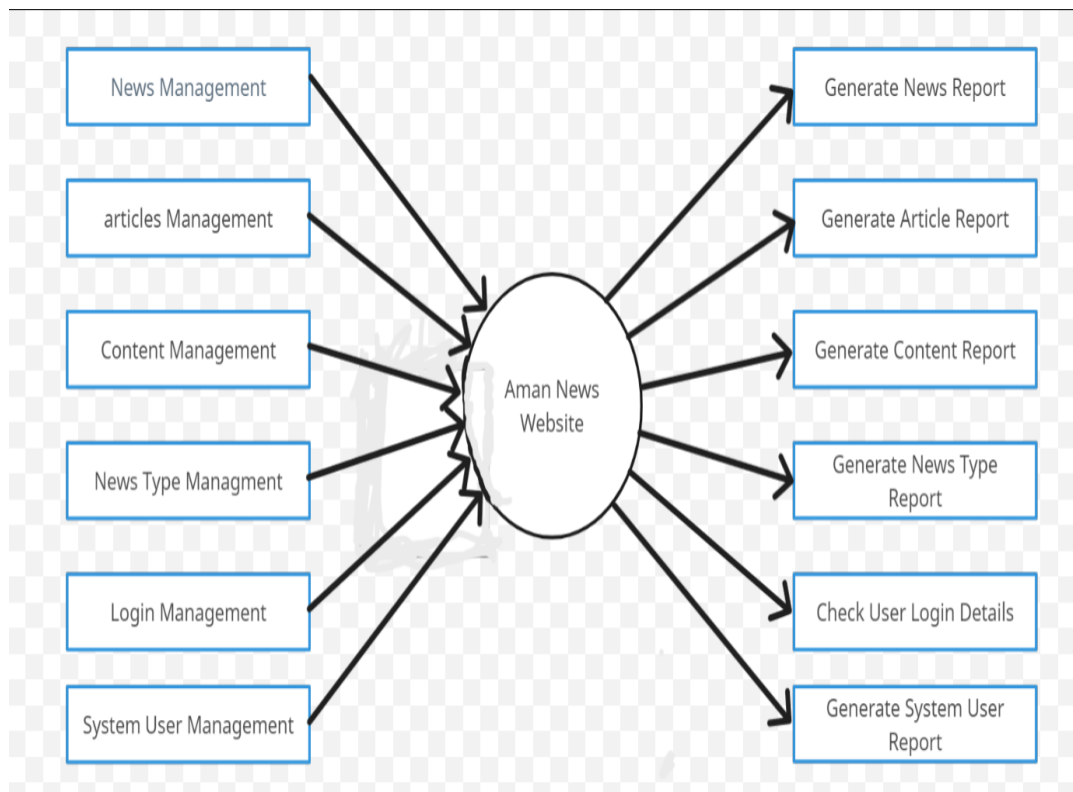 News Management
articles Management
Content Management
News Type Managment
Login Management
System User Management
Aman News
Website
Generate News Report
Generate Article Report
Generate Content Report
Generate News Type
Report
Check User Login Details
Generate System User
Report